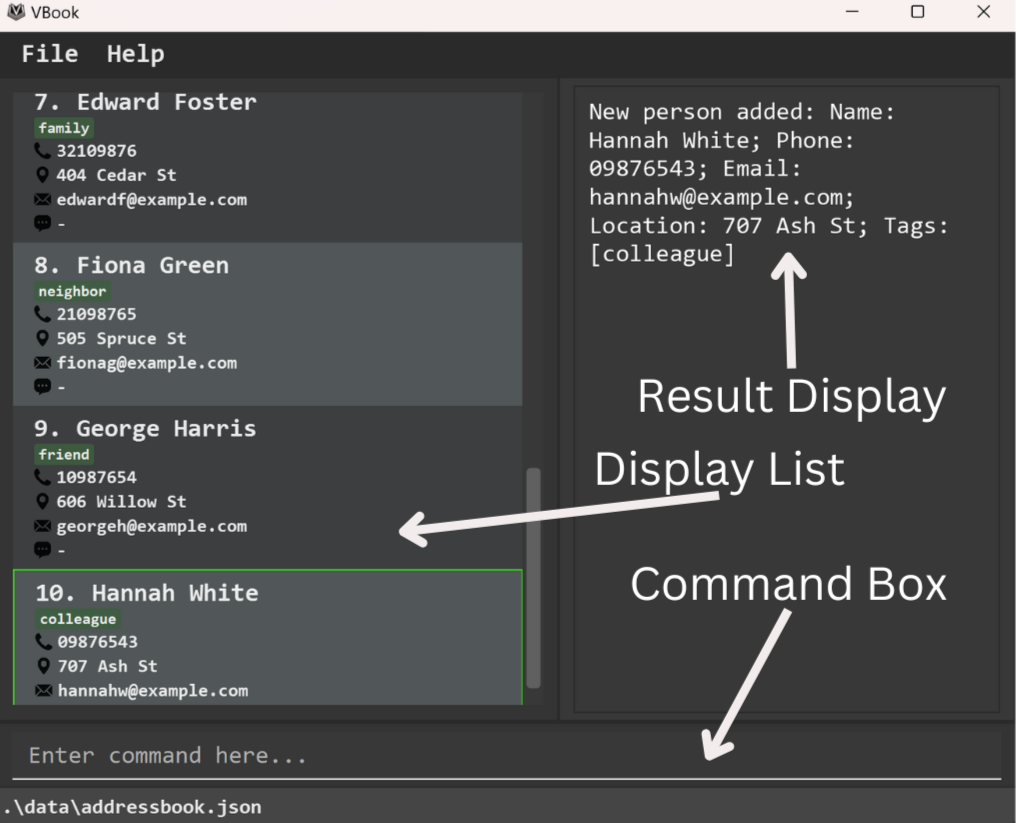 VBook
File Help
7. Edward Foster
family
32109876
404 Cedar St
edwardf@example.com
-
8. Fiona Green
neighbor
21098765
505 Spruce St
fionag@example.com
-
9. George Harris
friend
10987654
606 Willow St
georgeh@example.com
-
10. Hannah White
colleague
09876543
707 Ash St
hannahw@example.com
New person added: Name:
Hannah White; Phone:
09876543; Email:
hannahw@example.com;
Location: 707 Ash St; Tags:
[colleague]
Result Display
Display List
Command Box
Enter command here...
.\data\addressbook.json